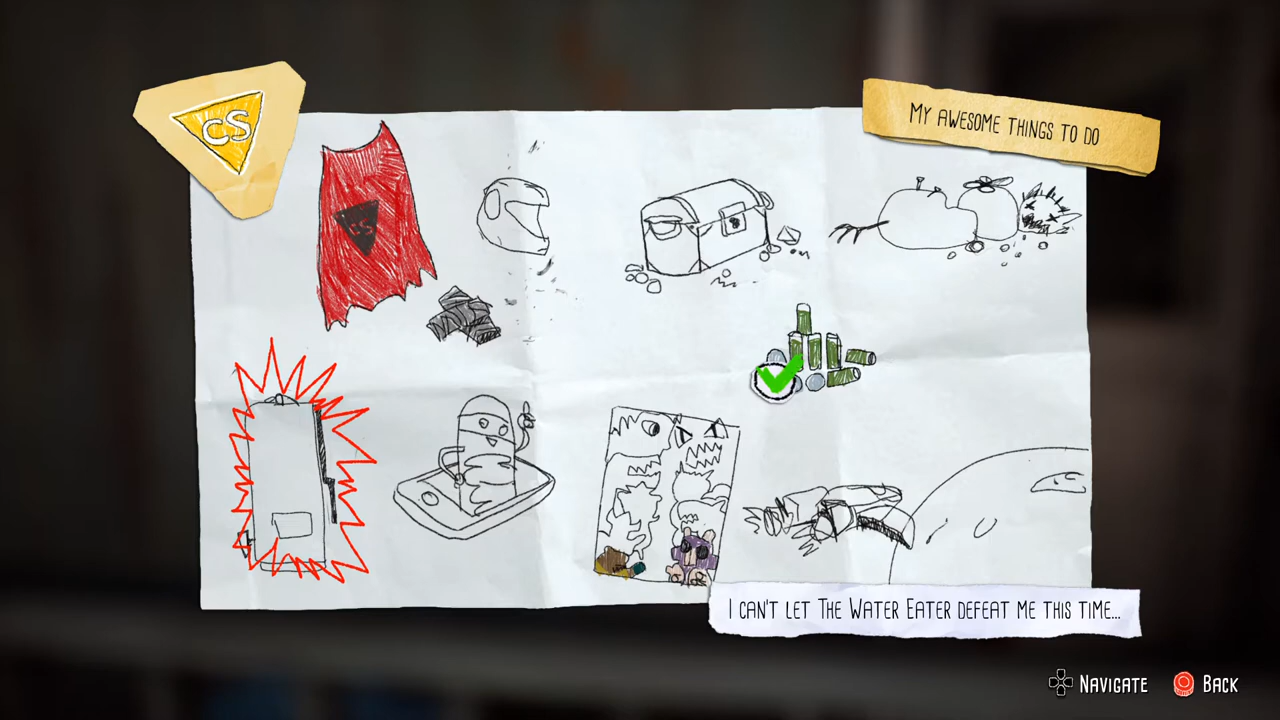 CS
MY AWESOME THINGS TO DO
CS
I CAN'T LET THE WATER EATER DEFEAT ME THIS TIME...
NAVIGATE
BACK